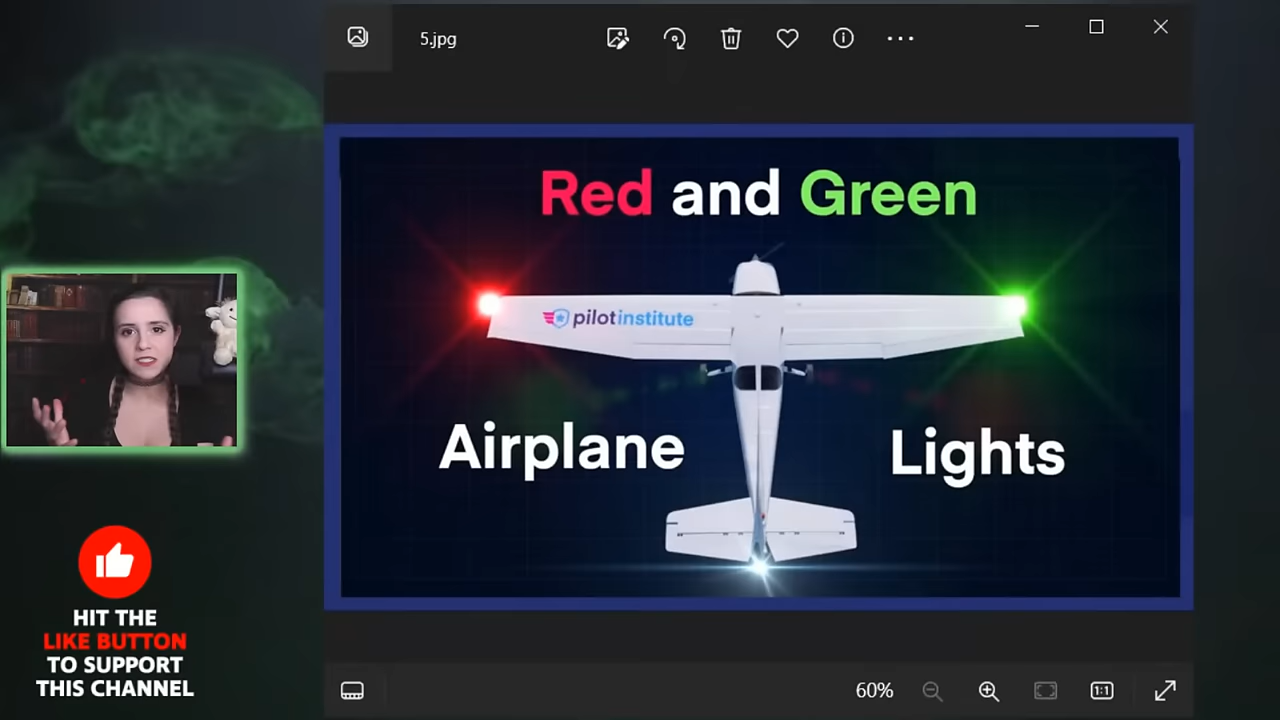 5.jpg
Red and Green
pilotinstitute
Airplane Lights
HIT THE
LIKE BUTTON
TO SUPPORT
THIS CHANNEL
60%
1:1